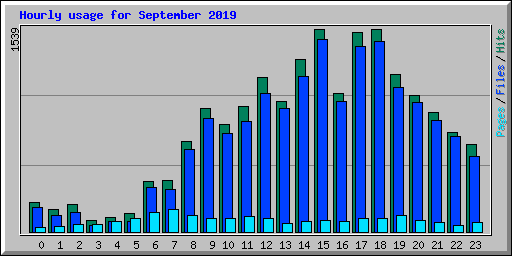 Hourly usage for September 2019
1539
Pages / Files / Hits
0 1 2 3 4 5 6 7 8 9 10 11 12 13 14 15 16 17 18 19 20 21 22 23